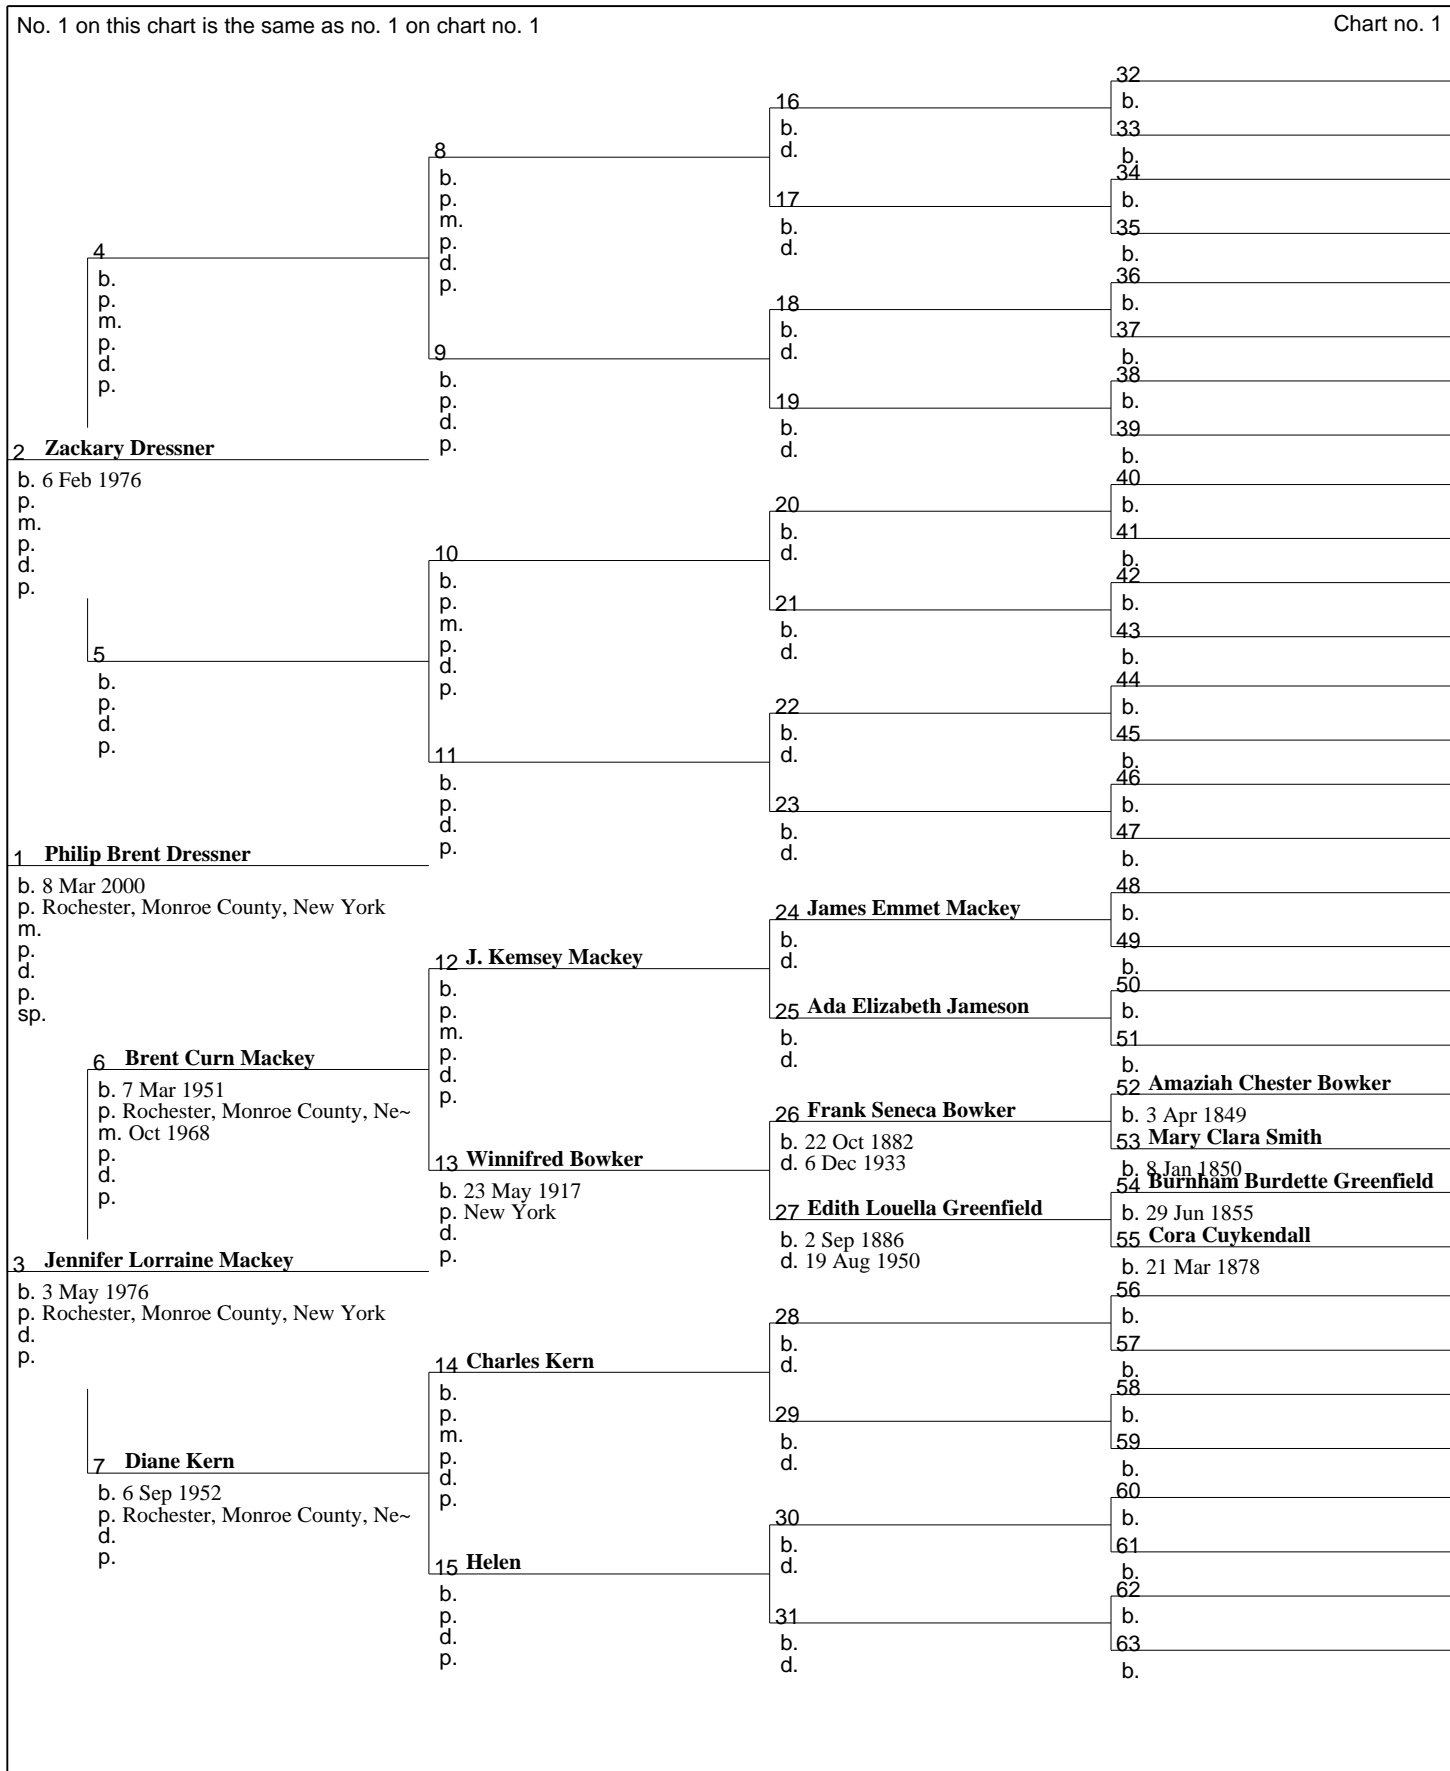 No. 1 on this chart is the same as no. 1 on chart no. 1
Chart no. 1
2 Zackary Dressner
b. 6 Feb 1976
p.
m.
p.
d.
p.
1 Philip Brent Dressner
b. 8 Mar 2000
p. Rochester, Monroe County, New York
m.
p.
d.
p.
sp.
3 Jennifer Lorraine Mackey
b. 3 May 1976
p. Rochester, Monroe County, New York
d.
p.
4
b.
p.
m.
p.
d.
p.
5
b.
p.
d.
p.
6 Brent Curn Mackey
b. 7 Mar 1951
p. Rochester, Monroe County, Ne~
m. Oct 1968
p.
d.
p.
7 Diane Kern
b. 6 Sep 1952
p. Rochester, Monroe County, Ne~
d.
p.
8
b.
p.
m.
p.
d.
p.
9
b.
p.
d.
p.
10
b.
p.
m.
p.
d.
p.
11
b.
p.
d.
p.
12 J. Kemsey Mackey
b.
p.
m.
p.
d.
p.
13 Winnifred Bowker
b. 23 May 1917
p. New York
d.
p.
14 Charles Kern
b.
p.
m.
p.
d.
p.
15 Helen
b.
p.
d.
p.
16
b.
d.
17
b.
d.
18
b.
d.
19
b.
d.
20
b.
d.
21
b.
d.
22
b.
d.
23
b.
d.
24 James Emmet Mackey
b.
d.
25 Ada Elizabeth Jameson
b.
d.
26 Frank Seneca Bowker
b. 22 Oct 1882
d. 6 Dec 1933
27 Edith Louella Greenfield
b. 2 Sep 1886
d. 19 Aug 1950
28
b.
d.
29
b.
d.
30
b.
d.
31
b.
d.
32
b.
33
b.
34
b.
35
b.
36
b.
37
b.
38
b.
39
b.
40
b.
41
b.
42
b.
43
b.
44
b.
45
b.
46
b.
47
b.
48
b.
49
b.
50
b.
51
b.
52 Amaziah Chester Bowker
b. 3 Apr 1849
53 Mary Clara Smith
b. 8 Jan 1850
54 Burnham Burdette Greenfield
b. 29 Jun 1855
55 Cora Cuykendall
b. 21 Mar 1878
56
b.
57
b.
58
b.
59
b.
60
b.
61
b.
62
b.
63
b.